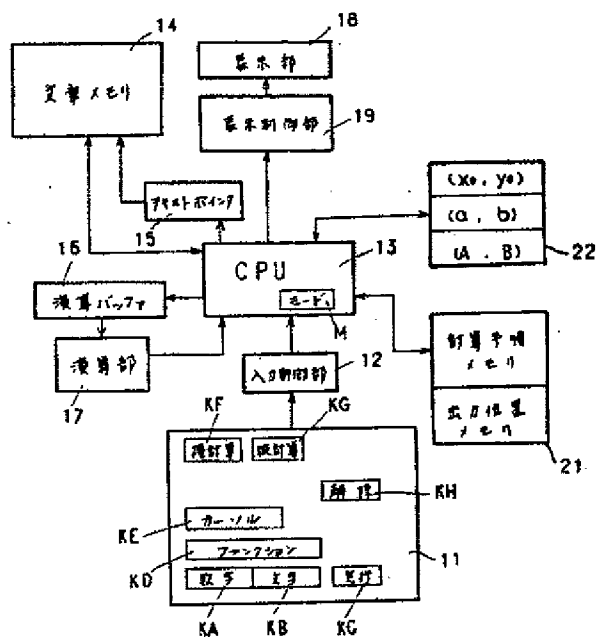 14
18
文章メモリ
表示部
表示制御部
19
テキストポインタ
15
(x₀, y₀)
(a, b)
(A, B)
22
16
13
CPU
モード
M
演算バッファ
演算部
17
12
入力制御部
計算手順
メモリ
出力位置
メモリ
21
KF
KG
横計算
縦計算
解除
KH
KE
カーソル
KD
ファンクション
11
数字
文字
実行
KA
KB
KC